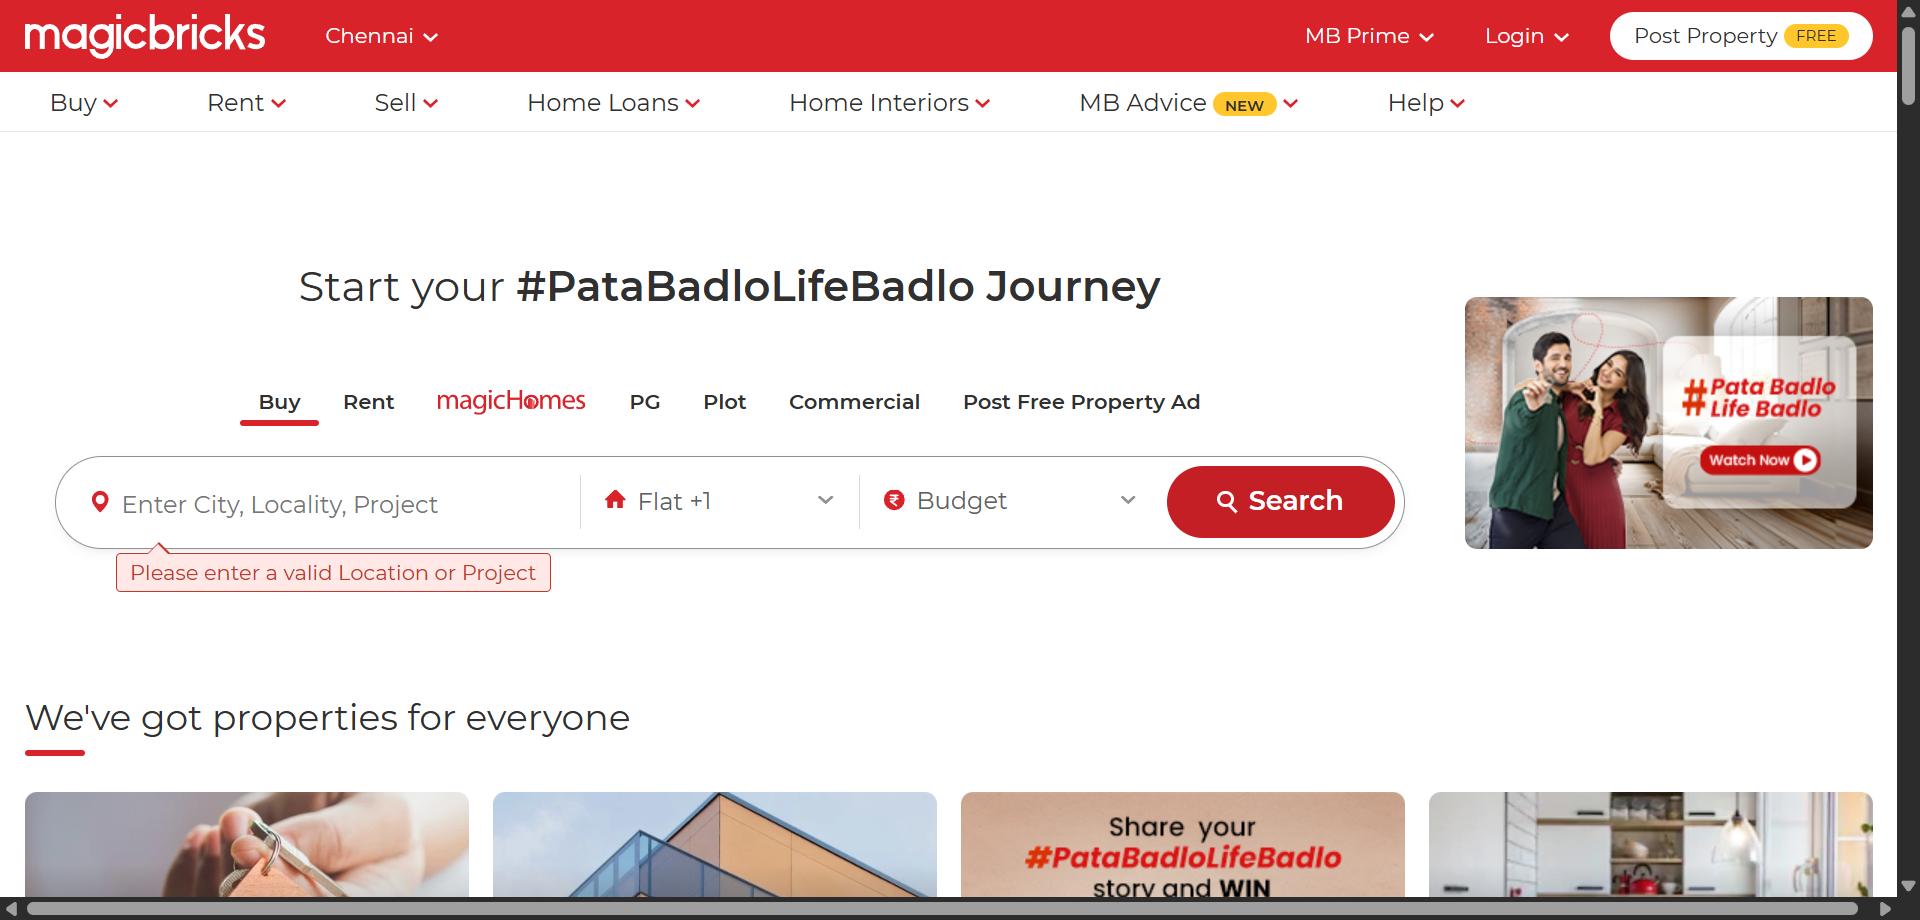 magicbricks
Chennai
MB Prime
Login
Post Property FREE
Buy
Rent
Sell
Home Loans
Home Interiors
MB Advice NEW
Help
Start your #PataBadloLifeBadlo Journey
Buy
Rent
magicHomes
PG
Plot
Commercial
Post Free Property Ad
Enter City, Locality, Project
Flat +1
Budget
Search
Please enter a valid Location or Project
#Pata Badlo
Life Badlo
Watch Now
We've got properties for everyone
Share your
#PataBadloLifeBadlo
story and WIN